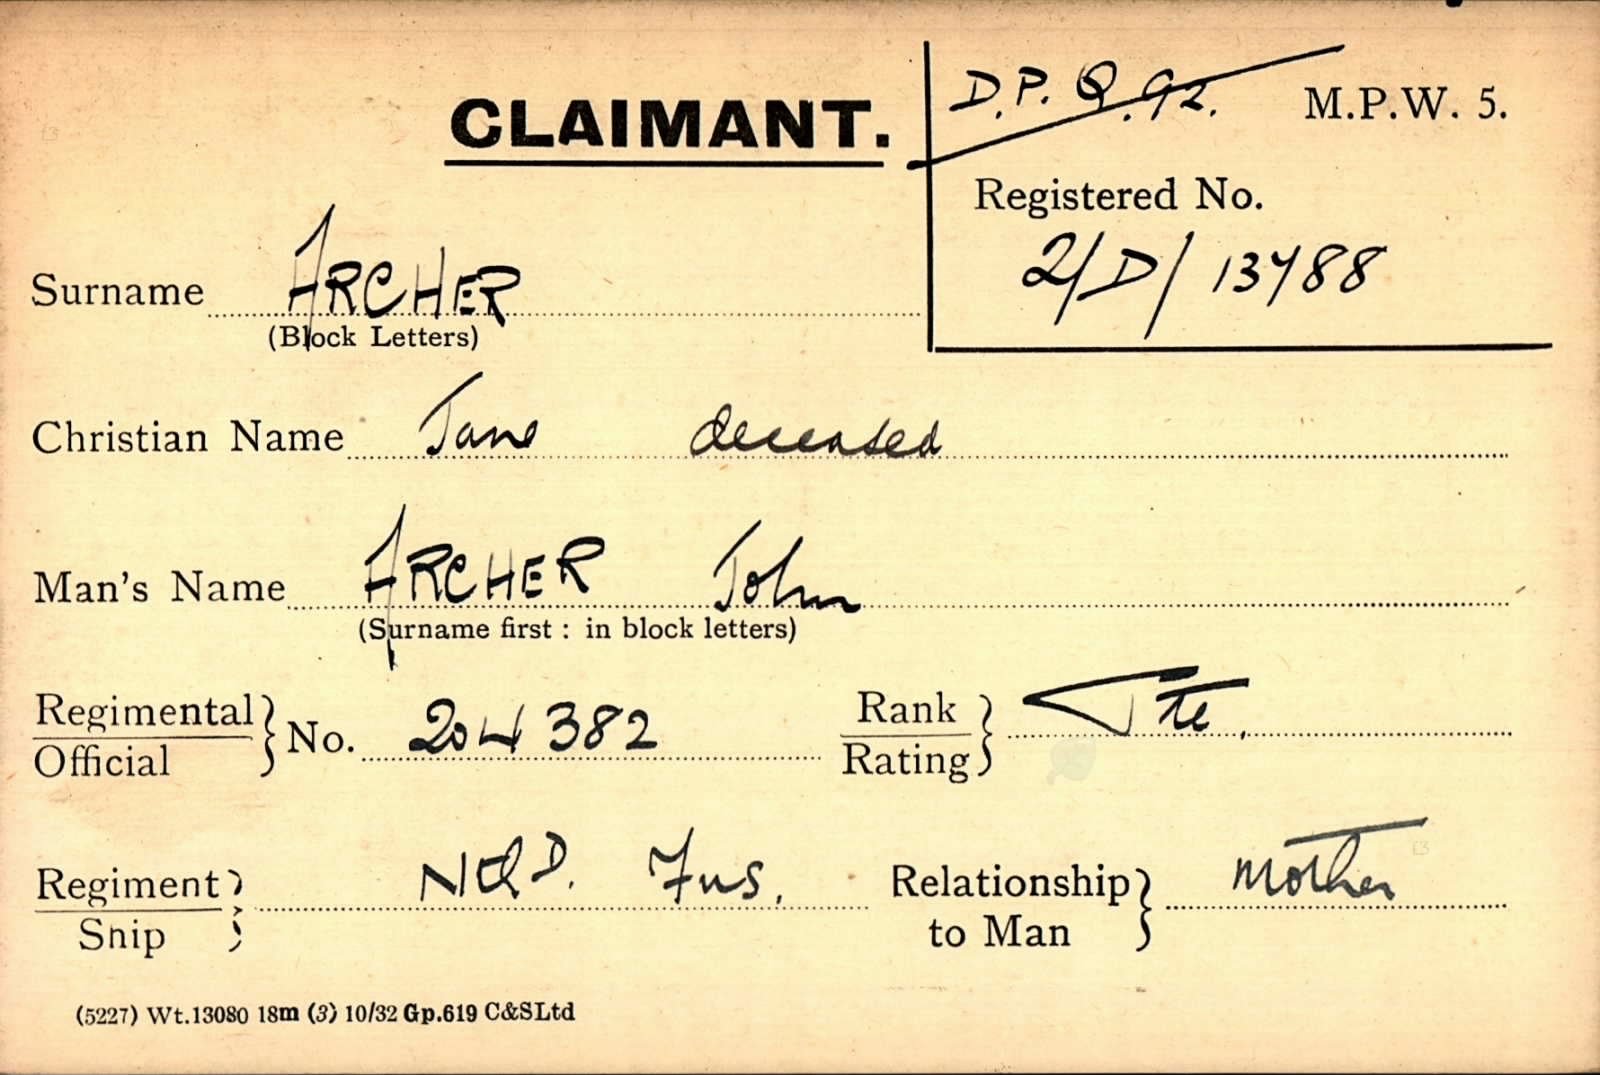 D.P. Q.92. M.P.W. 5.
CLAIMANT.
Registered No.
2/D/13788
Surname ARCHER
(Block Letters)
Christian Name Jane deceased
Man's Name ARCHER John
(Surname first : in block letters)
Regimental Official } No. 204382 Rank Rating } Pte.
Regiment Ship } Nd. Fus. Relationship to Man } Mother
(5227) Wt.13080 18m (3) 10/32 Gp.619 C&SLtd